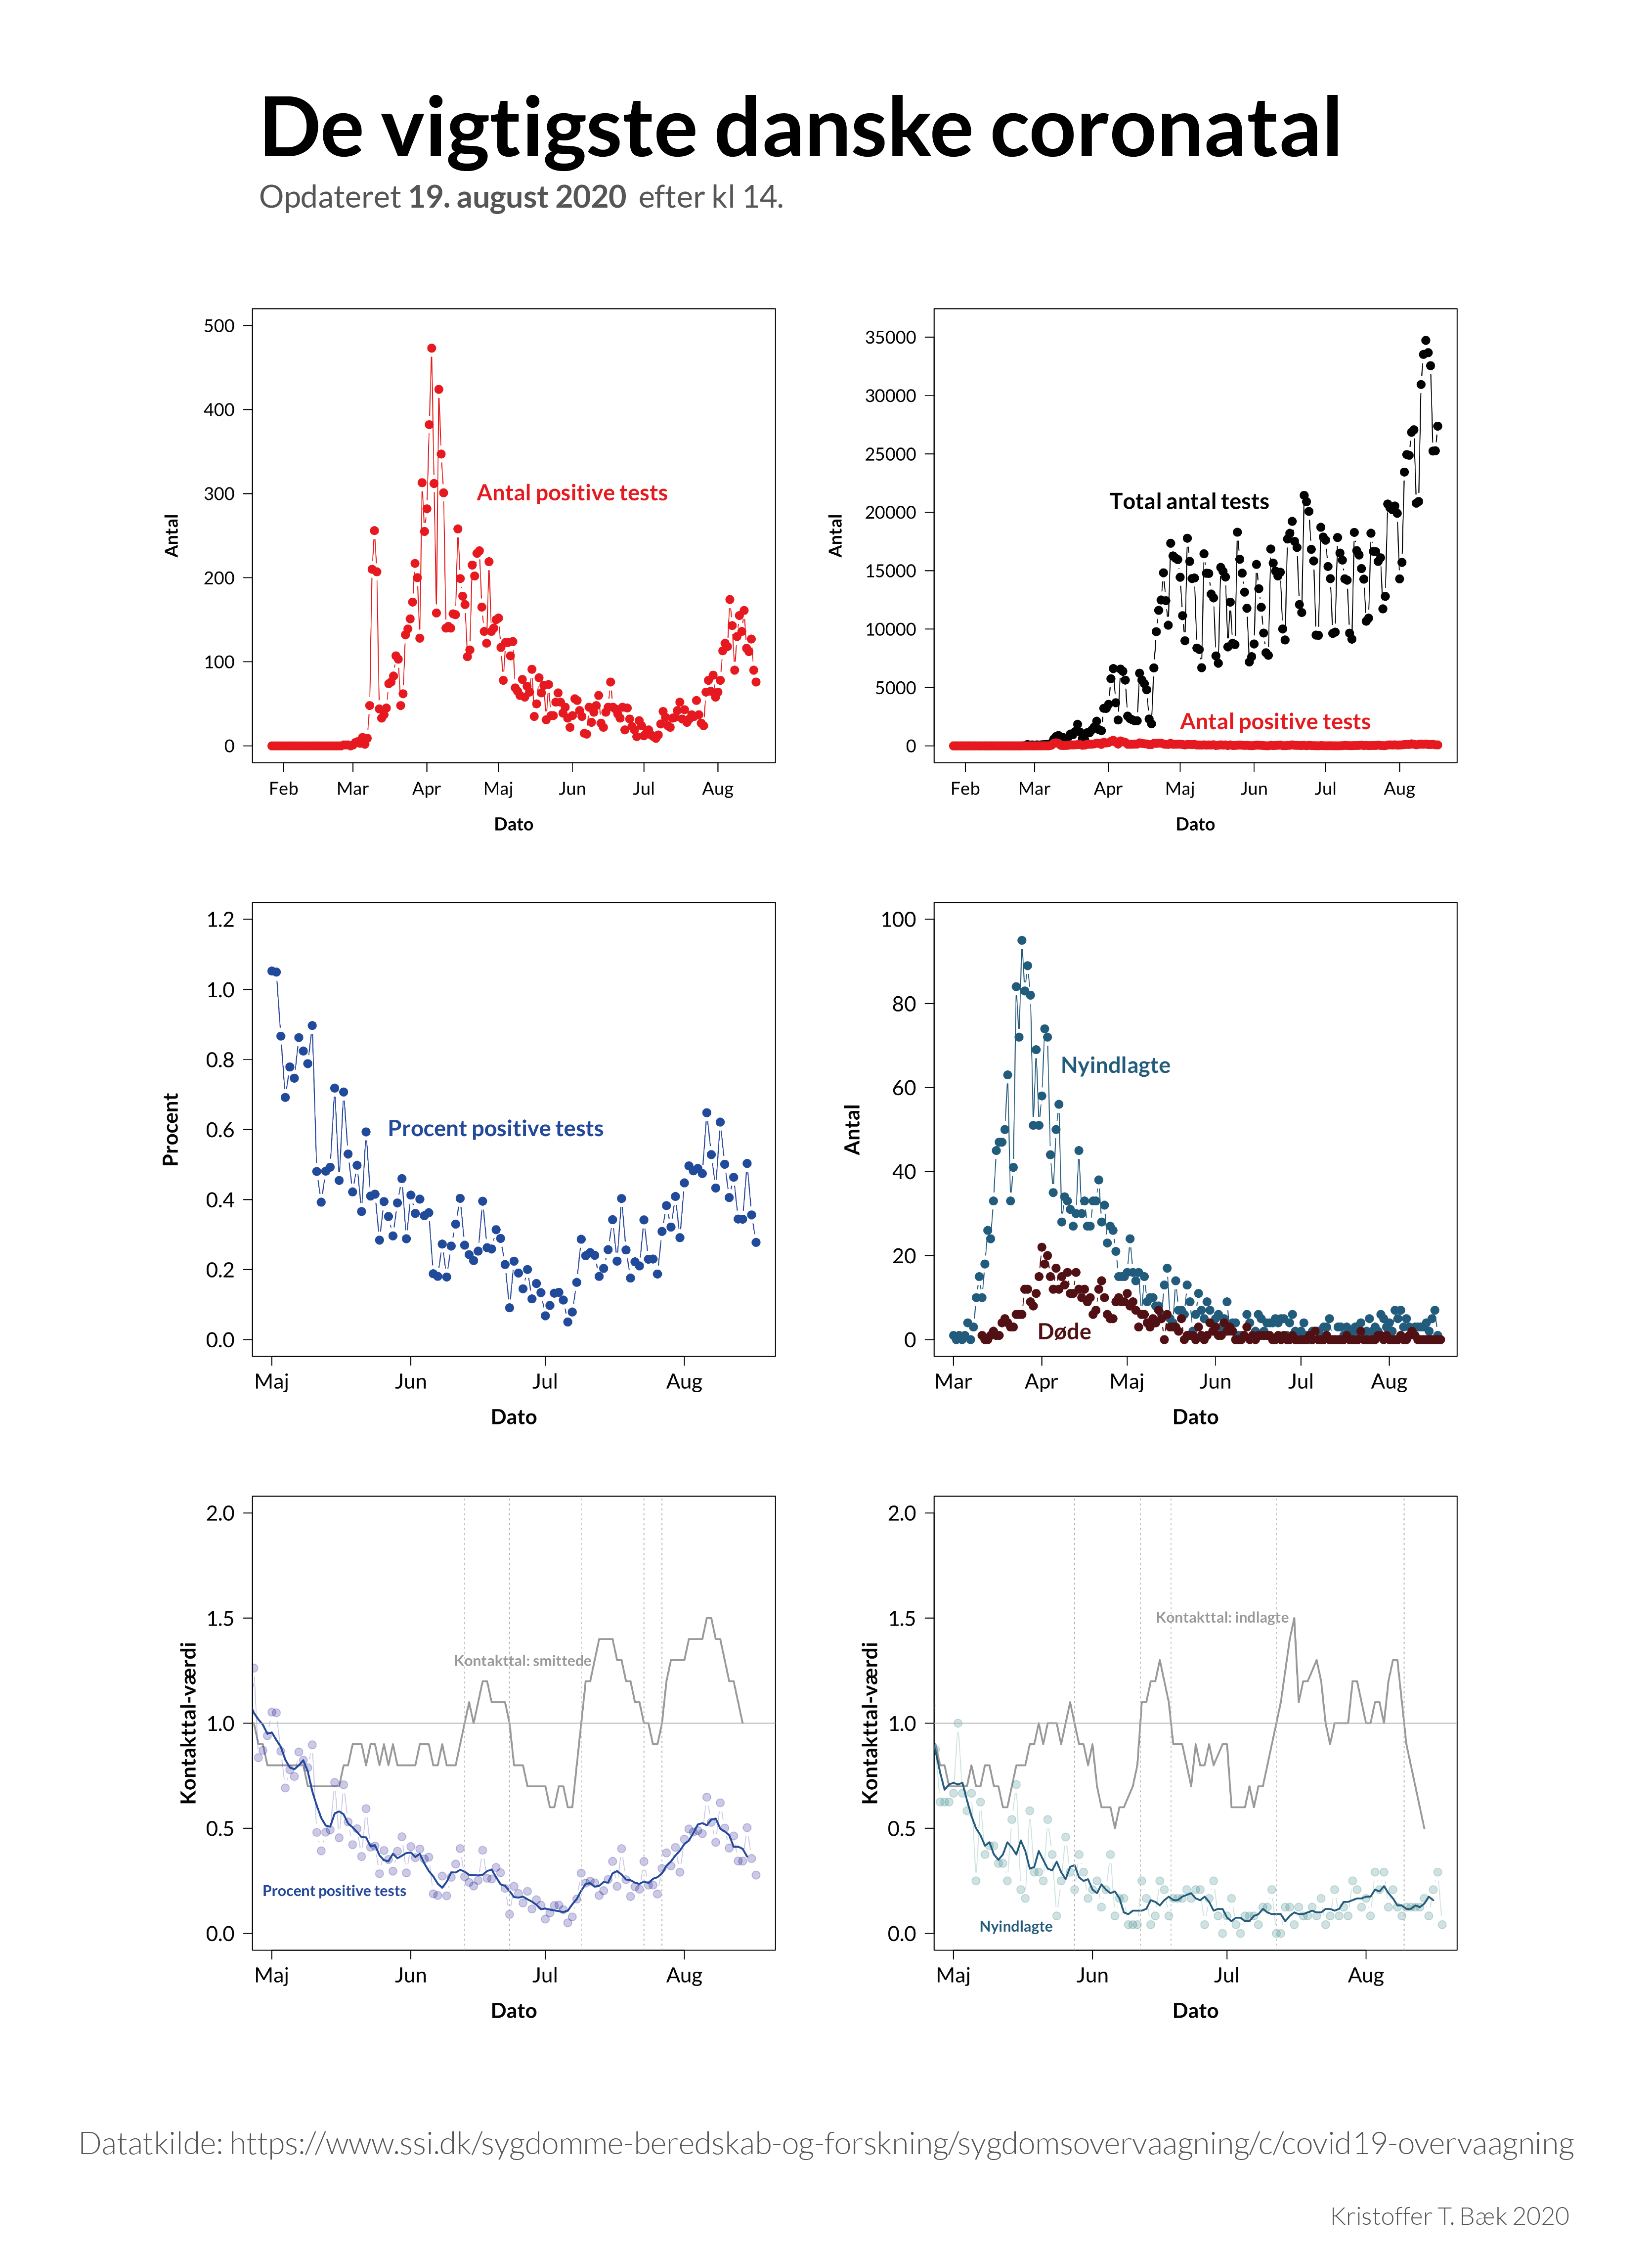 De vigtigste danske coronatal
Opdateret 19. august 2020 efter kl 14.
500
400
300
200
100
0
Antal
Antal positive tests
Feb Mar Apr Maj Jun Jul Aug
Dato
35000
30000
25000
20000
15000
10000
5000
0
Antal
Total antal tests
Antal positive tests
Feb Mar Apr Maj Jun Jul Aug
Dato
1.2
1.0
0.8
0.6
0.4
0.2
0.0
Procent
Procent positive tests
Maj Jun Jul Aug
Dato
100
80
60
40
20
0
Antal
Nyindlagte
Døde
Mar Apr Maj Jun Jul Aug
Dato
2.0
1.5
1.0
0.5
0.0
Kontakttal-værdi
Kontakttal: smittede
Procent positive tests
Maj Jun Jul Aug
Dato
2.0
1.5
1.0
0.5
0.0
Kontakttal-værdi
Kontakttal: indlagte
Nyindlagte
Maj Jun Jul Aug
Dato
Datatkilde: https://www.ssi.dk/sygdomme-beredskab-og-forskning/sygdomsovervaagning/c/covid19-overvaagning
Kristoffer T. Bæk 2020